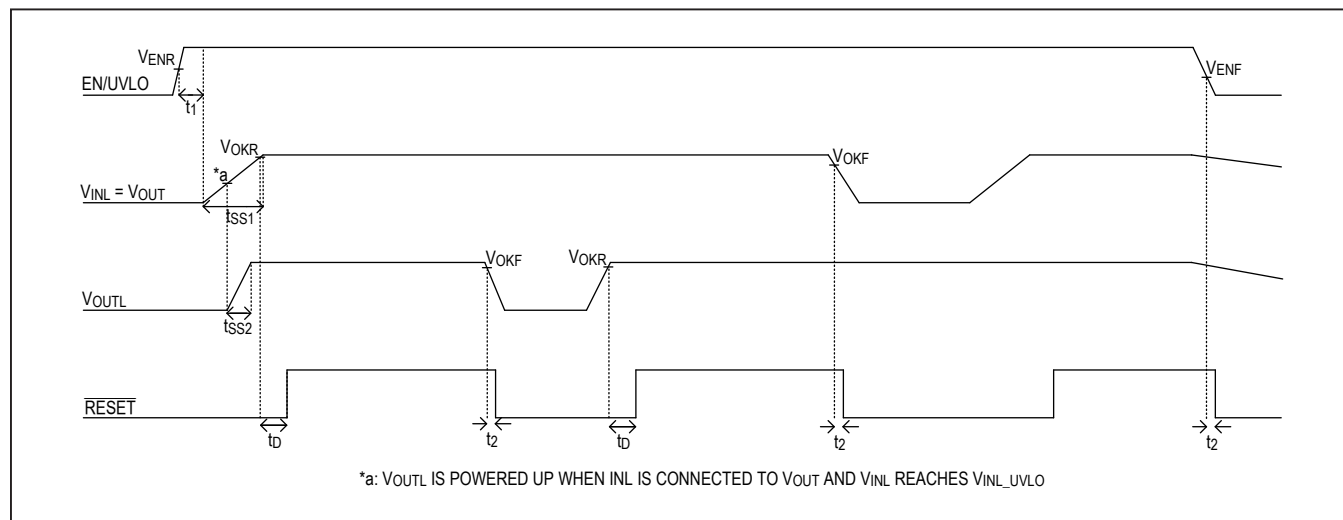 VENR
VENF
EN/UVLO
t1
VOKR
VOKF
*a
VINL = VOUT
tSS1
VOKF
VOKR
VOUTL
tSS2
RESET
tD
t2
tD
t2
t2
*a: VOUTL IS POWERED UP WHEN INL IS CONNECTED TO VOUT AND VINL REACHES VINL_UVLO